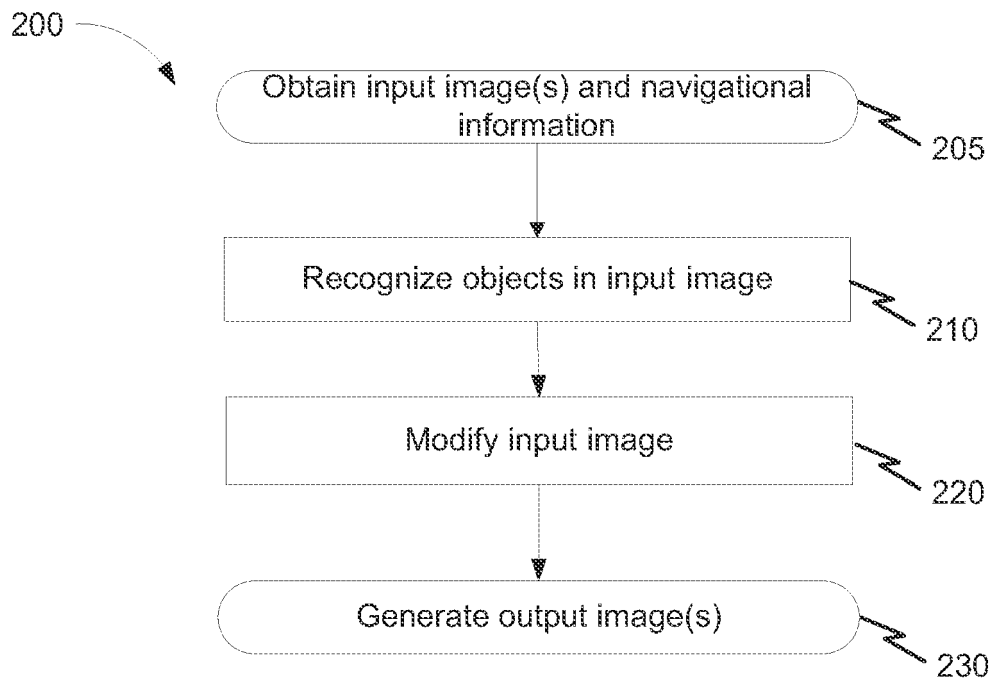 200
Obtain input image(s) and navigational
information
205
Recognize objects in input image
210
Modify input image
220
Generate output image(s)
230